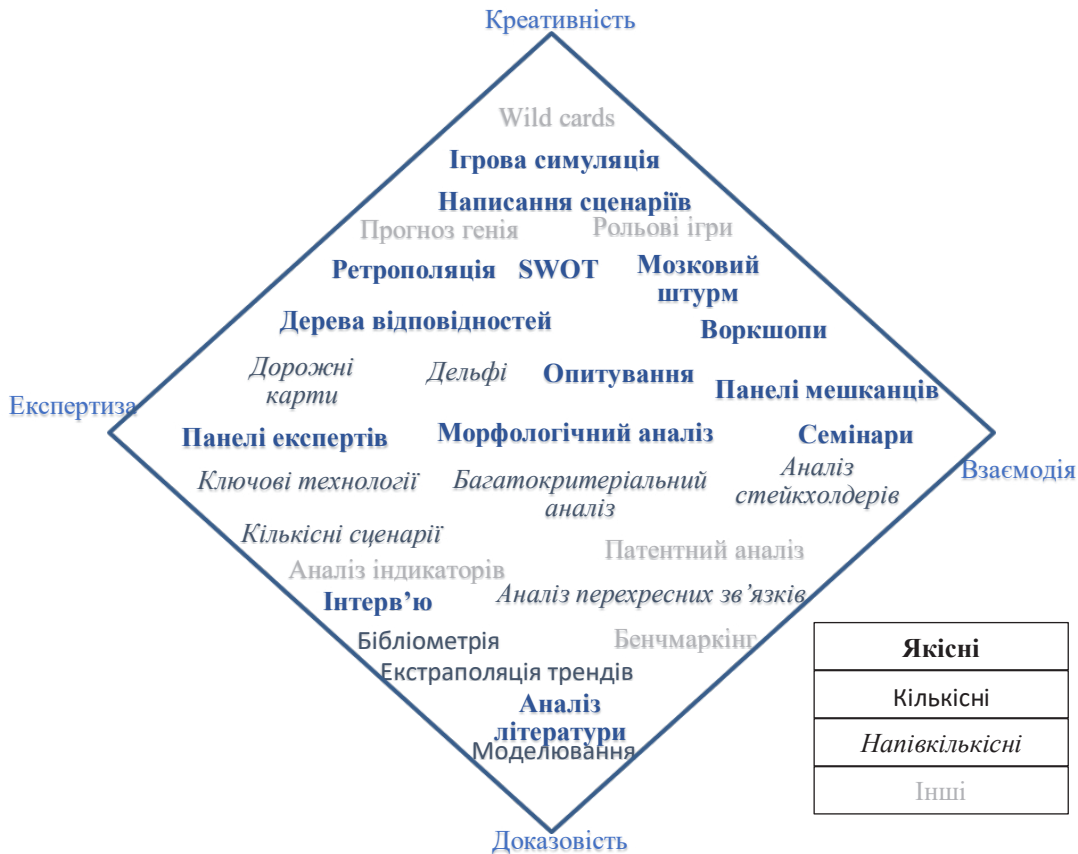 Креативність
Wild cards
Ігрова симуляція
Написання сценаріїв
Прогноз генія
Рольові ігри
Ретрополяція
SWOT
Мозковий
штурм
Дерева відповідностей
Воркшопи
Дорожні
карти
Дельфі
Опитування
Панелі мешканців
Експертиза
Панелі експертів
Морфологічний аналіз
Семінари
Взаємодія
Ключові технології
Багатокритеріальний
аналіз
Аналіз
стейкхолдерів
Кількісні сценарії
Патентний аналіз
Аналіз індикаторів
Інтерв’ю
Аналіз перехресних зв’язків
Бібліометрія
Бенчмаркінг
Екстраполяція трендів
Аналіз
літератури
Моделювання
Доказовість
Якісні
Кількісні
Напівкількісні
Інші